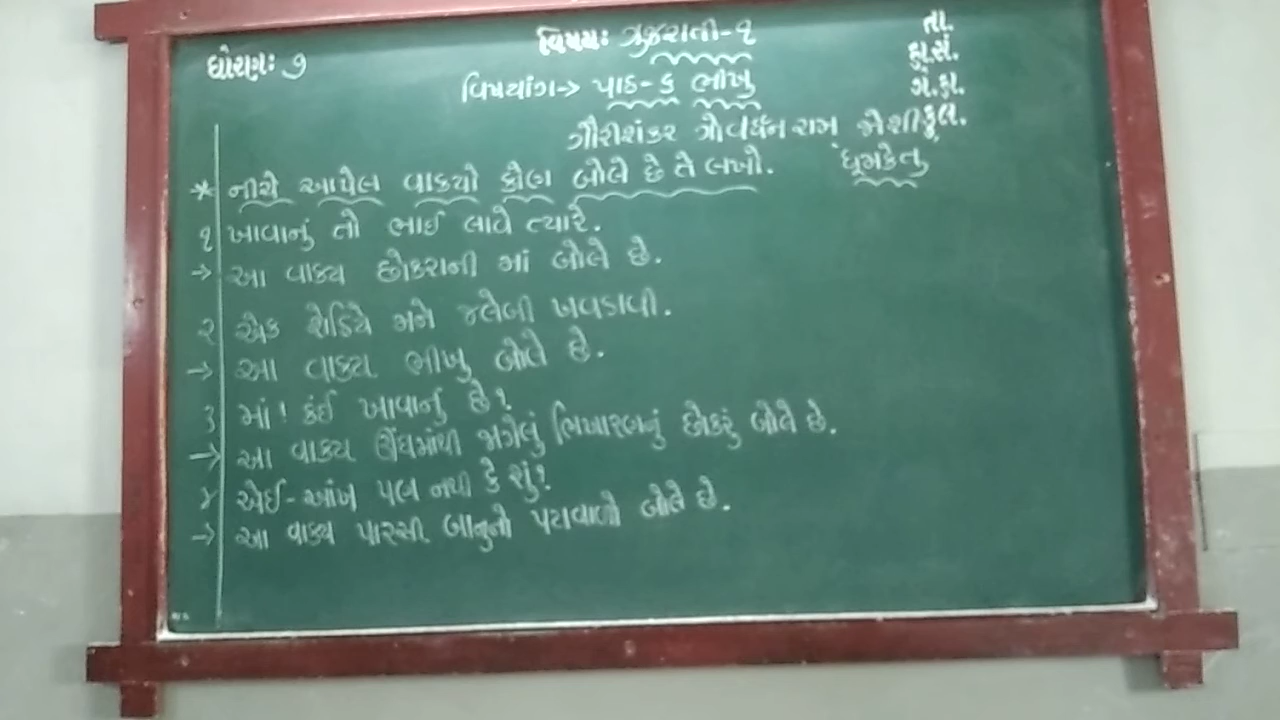 ધોરણઃ ૭
વિષયઃ ગુજરાતી-૧
તા.
હા.સં.
ગે.હા.
કુલ.
વિષયાંગ-> પાઠ-૬ ભીખુ
ગૌરીશંકર ગોવર્ધનરામ જોશી
'ધૂમકેતુ'
* નીચે આપેલ વાક્યો કોણ બોલે છે તે લખો.
૧ ખાવાનું તો ભાઈ લાવે ત્યારે.
-> આ વાક્ય છોકરાની માં બોલે છે.
૨ એક શેઠિયે મને જલેબી ખવડાવી.
-> આ વાક્ય ભીખુ બોલે છે.
૩ માં! કંઈ ખાવાનું છે?
-> આ વાક્ય ઊંઘમાંથી જાગેલું ભિખારણનું છોકરું બોલે છે.
૪ એઈ-આંખ પણ નથી કે શું?
-> આ વાક્ય પારસી બાનુનો પટાવાળો બોલે છે.